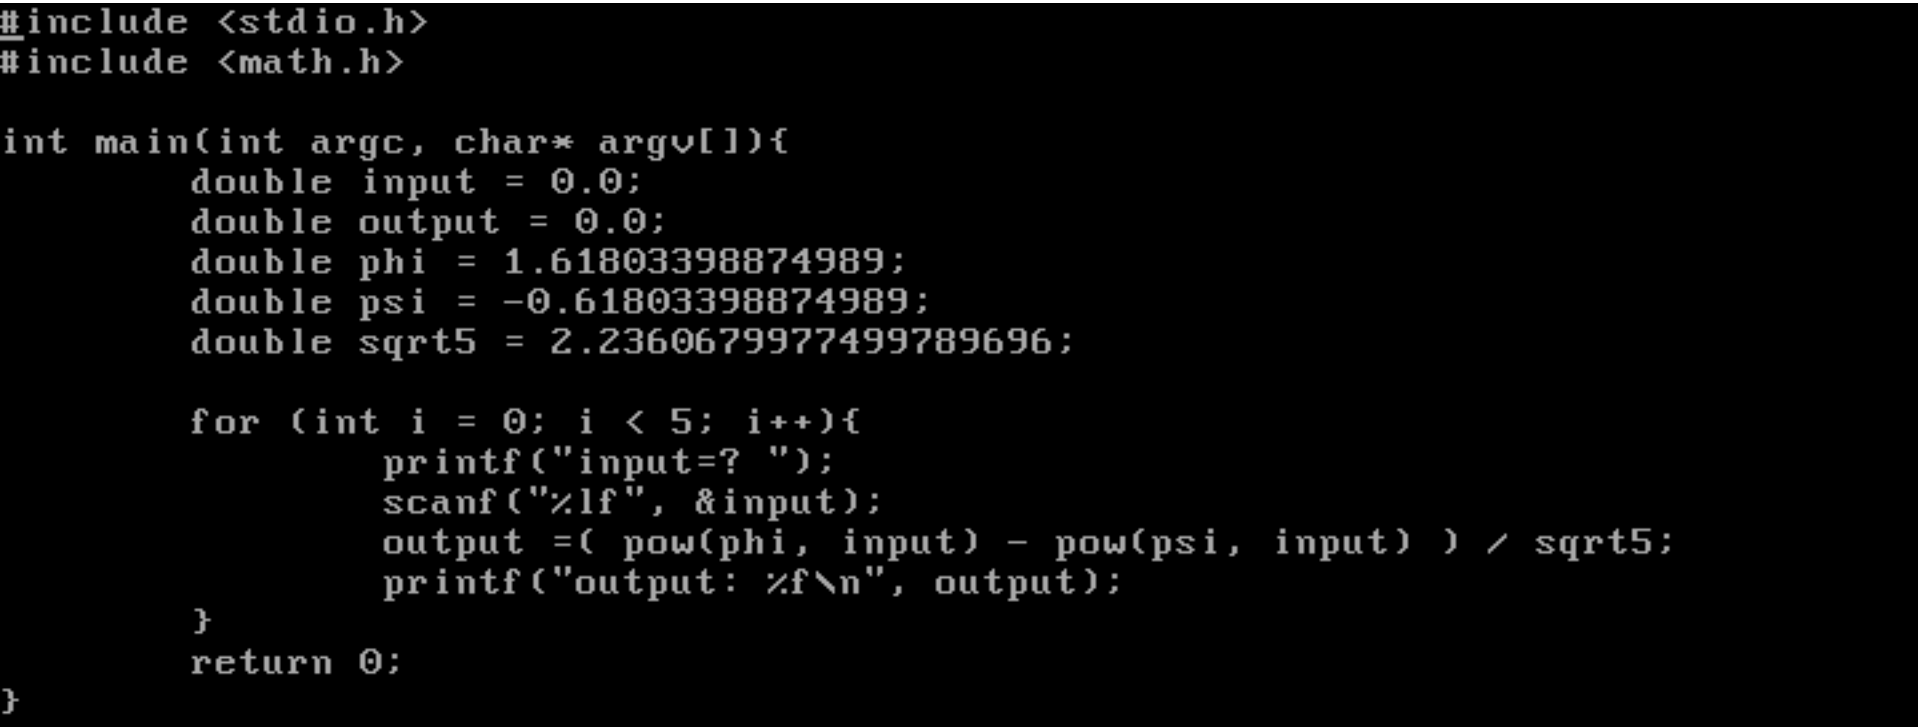 #include <stdio.h>
#include <math.h>

int main(int argc, char* argv[]){
        double input = 0.0;
        double output = 0.0;
        double phi = 1.61803398874989;
        double psi = -0.61803398874989;
        double sqrt5 = 2.2360679977499789696;

        for (int i = 0; i < 5; i++){
                printf("input=? ");
                scanf("%lf", &input);
                output =( pow(phi, input) - pow(psi, input) ) / sqrt5;
                printf("output: %f\n", output);
        }
        return 0;
}